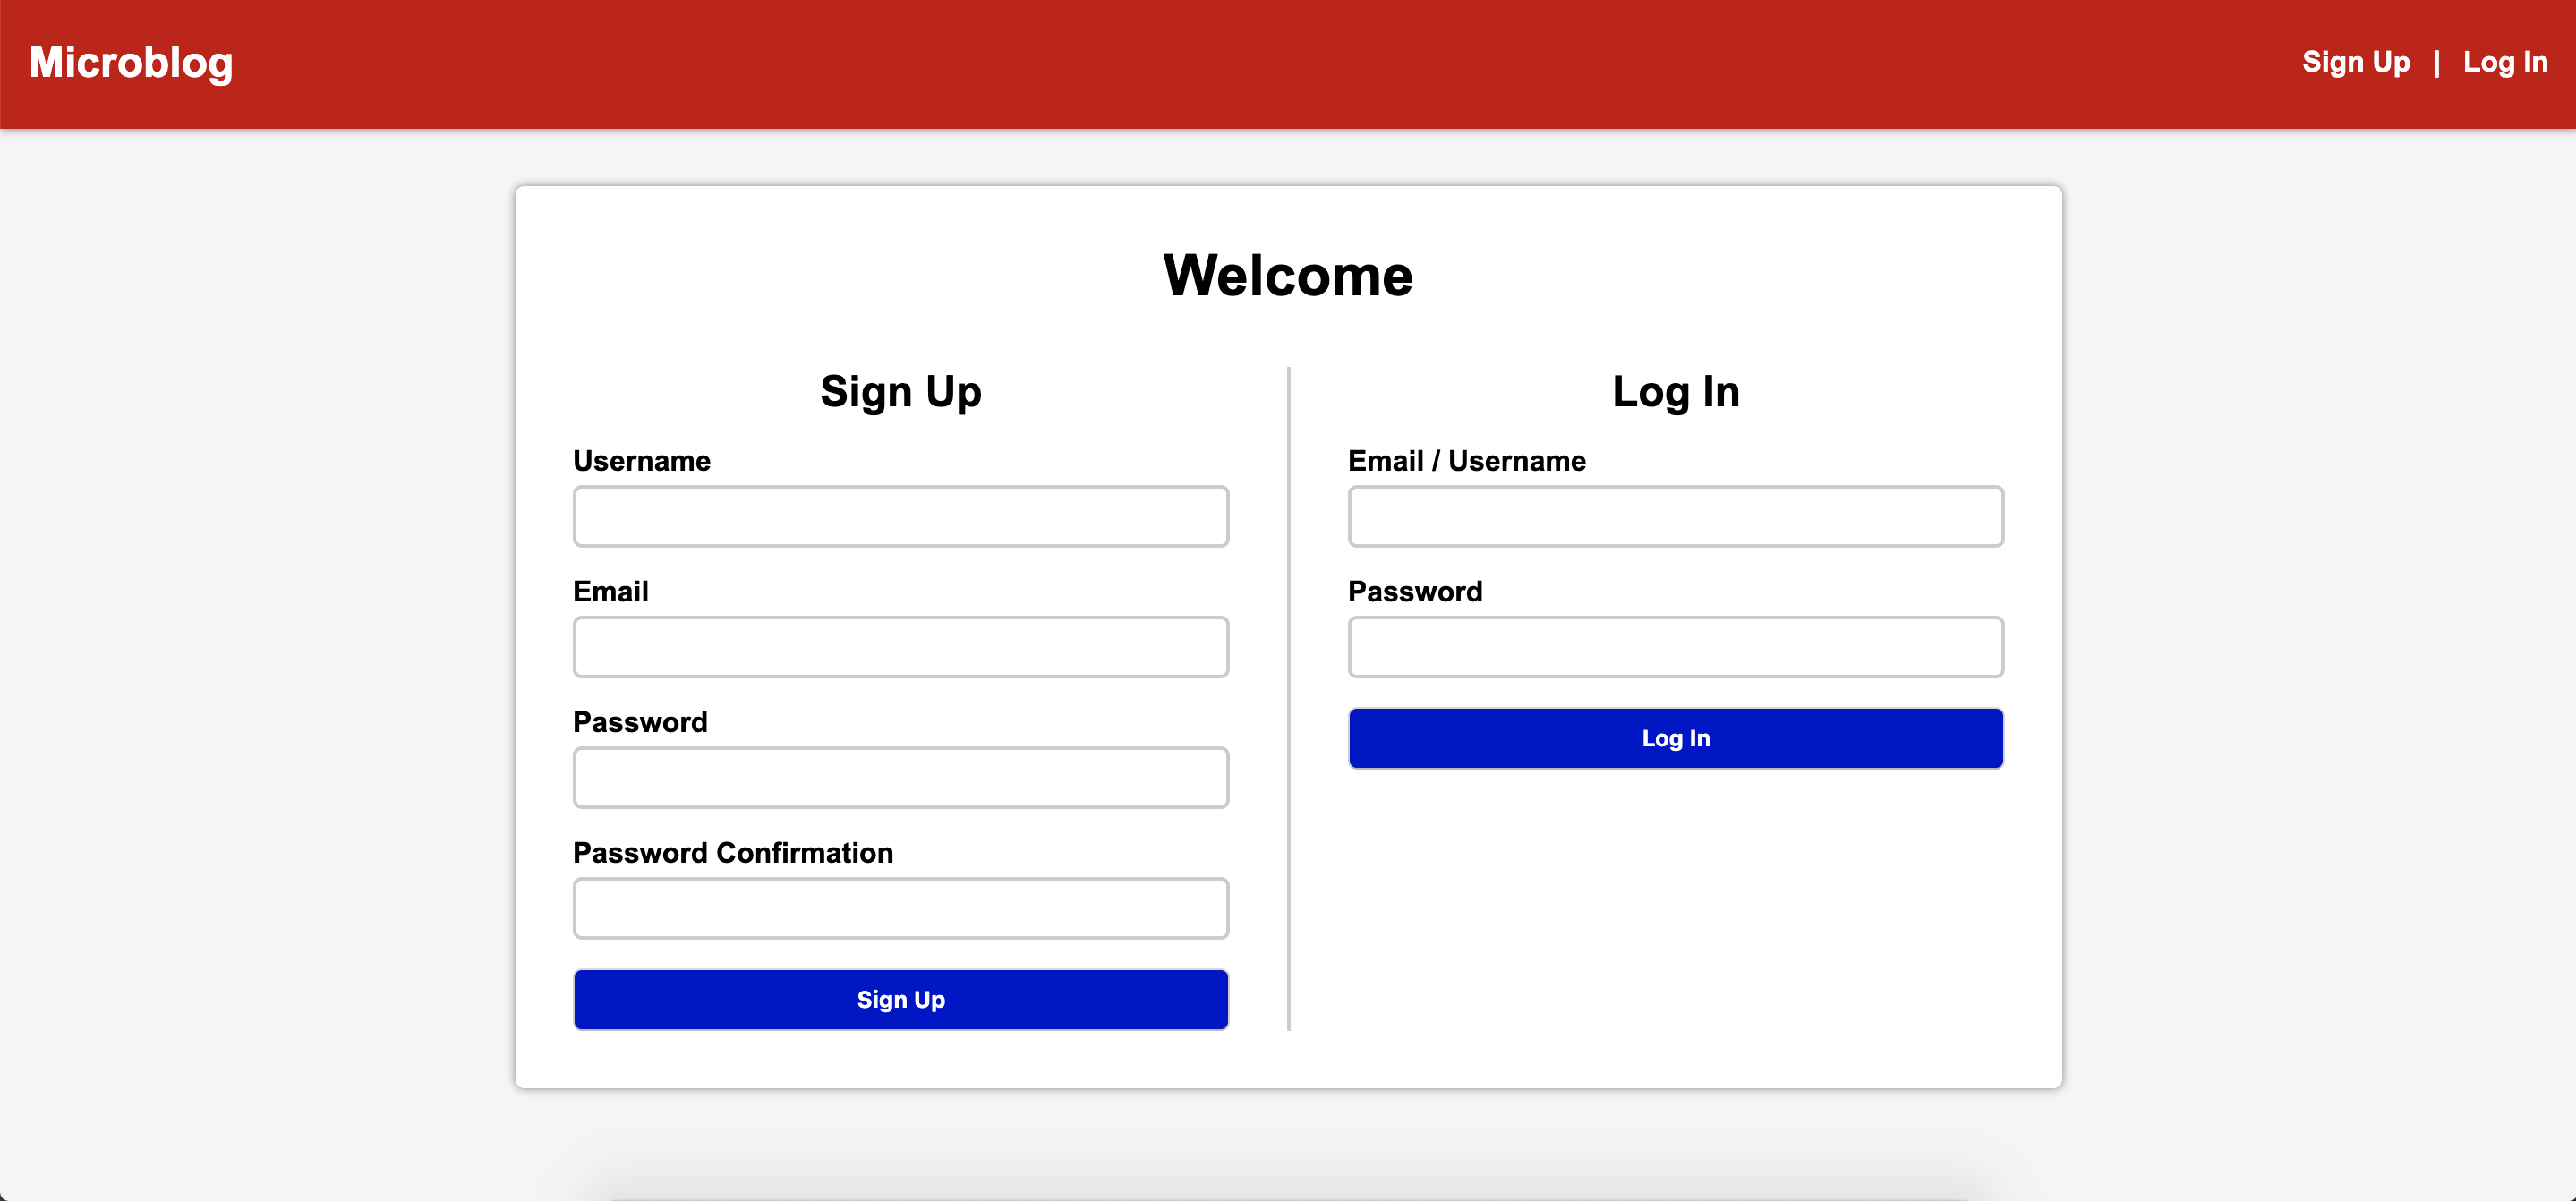 Microblog
Sign Up | Log In
Welcome
Sign Up
Username
Email
Password
Password Confirmation
Sign Up
Log In
Email / Username
Password
Log In